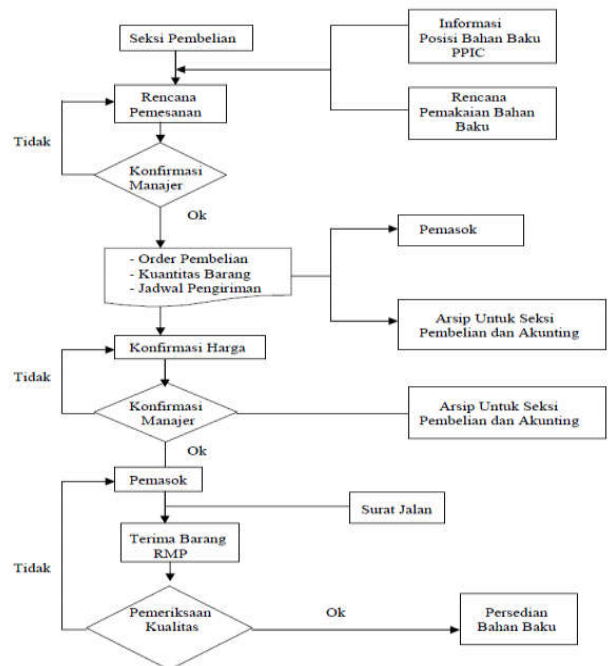 Seksi Pembelian
Informasi
Posisi Bahan Baku
PPIC
Rencana
Pemesanan
Rencana
Pemakaian Bahan
Baku
Tidak
Konfirmasi
Manajer
Ok
Pemasok
- Order Pembelian
- Kuantitas Barang
- Jadwal Pengiriman
Arsip Untuk Seksi
Pembelian dan Akunting
Konfirmasi Harga
Tidak
Konfirmasi
Manajer
Arsip Untuk Seksi
Pembelian dan Akunting
Ok
Pemasok
Surat Jalan
Terima Barang
RMP
Tidak
Pemeriksaan
Kualitas
Ok
Persedian
Bahan Baku